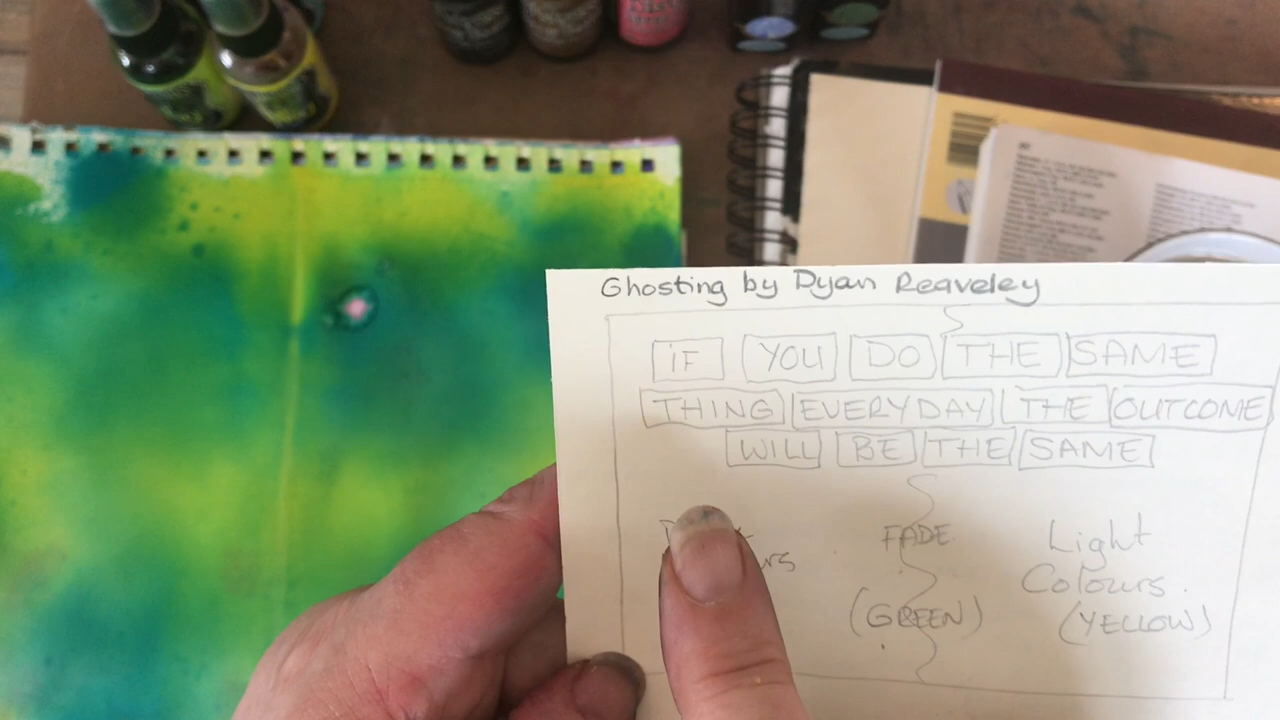 Ghosting by Dyan Reaveley
IF YOU DO THE SAME
THING EVERYDAY THE OUTCOME
WILL BE THE SAME
FADE
(GREEN)
Light
Colours.
(YELLOW)